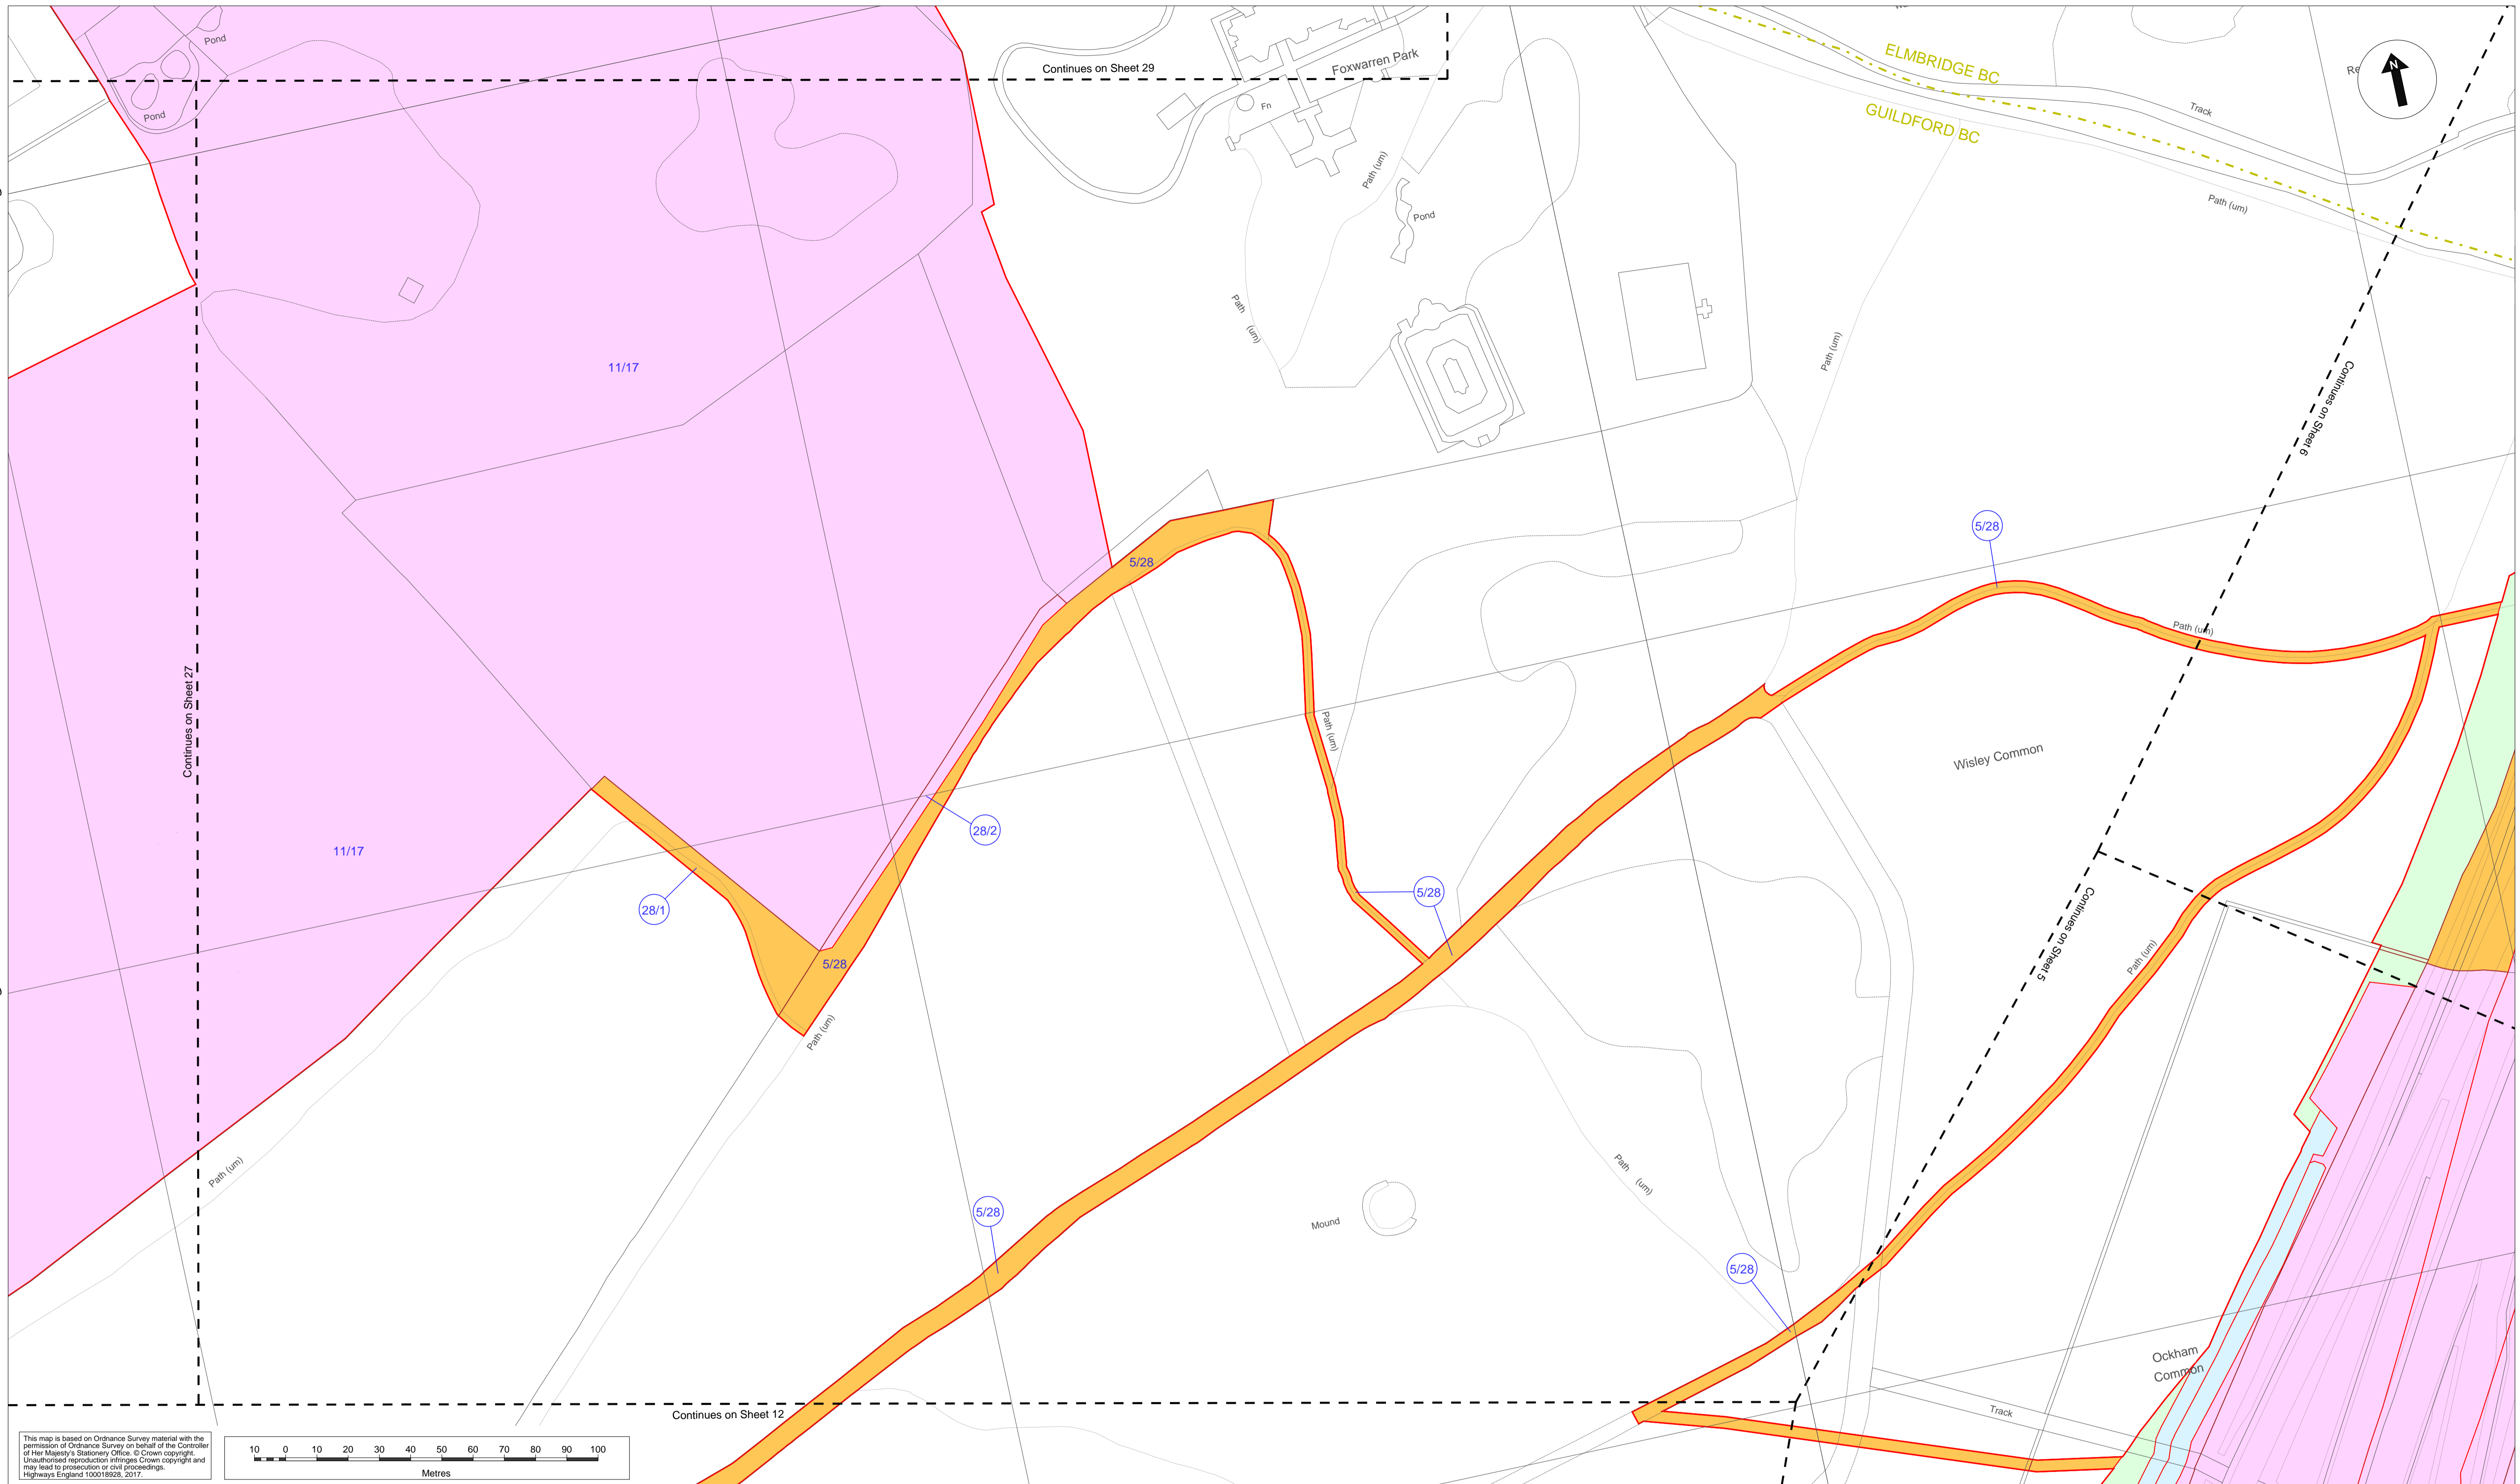 Pond
Pond
Continues on Sheet 29
Foxwarren Park
Fn
ELMBRIDGE BC
GUILDFORD BC
Track
N
Path (um)
Path (um)
Pond
Path (um)
Path (um)
11/17
Continues on Sheet 6
5/28
5/28
Path (um)
Continues on Sheet 27
Path (um)
Wisley Common
28/2
11/17
28/1
5/28
5/28
Continues on Sheet 5
Path (um)
Path (um)
Path (um)
Path (um)
5/28
Mound
5/28
Ockham
Common
Track
Continues on Sheet 12
This map is based on Ordnance Survey material with the
permission of Ordnance Survey on behalf of the Controller
of Her Majesty's Stationery Office. © Crown copyright.
Unauthorised reproduction infringes Crown copyright and
may lead to prosecution or civil proceedings.
Highways England 100018928, 2017.
10 0 10 20 30 40 50 60 70 80 90 100
Metres